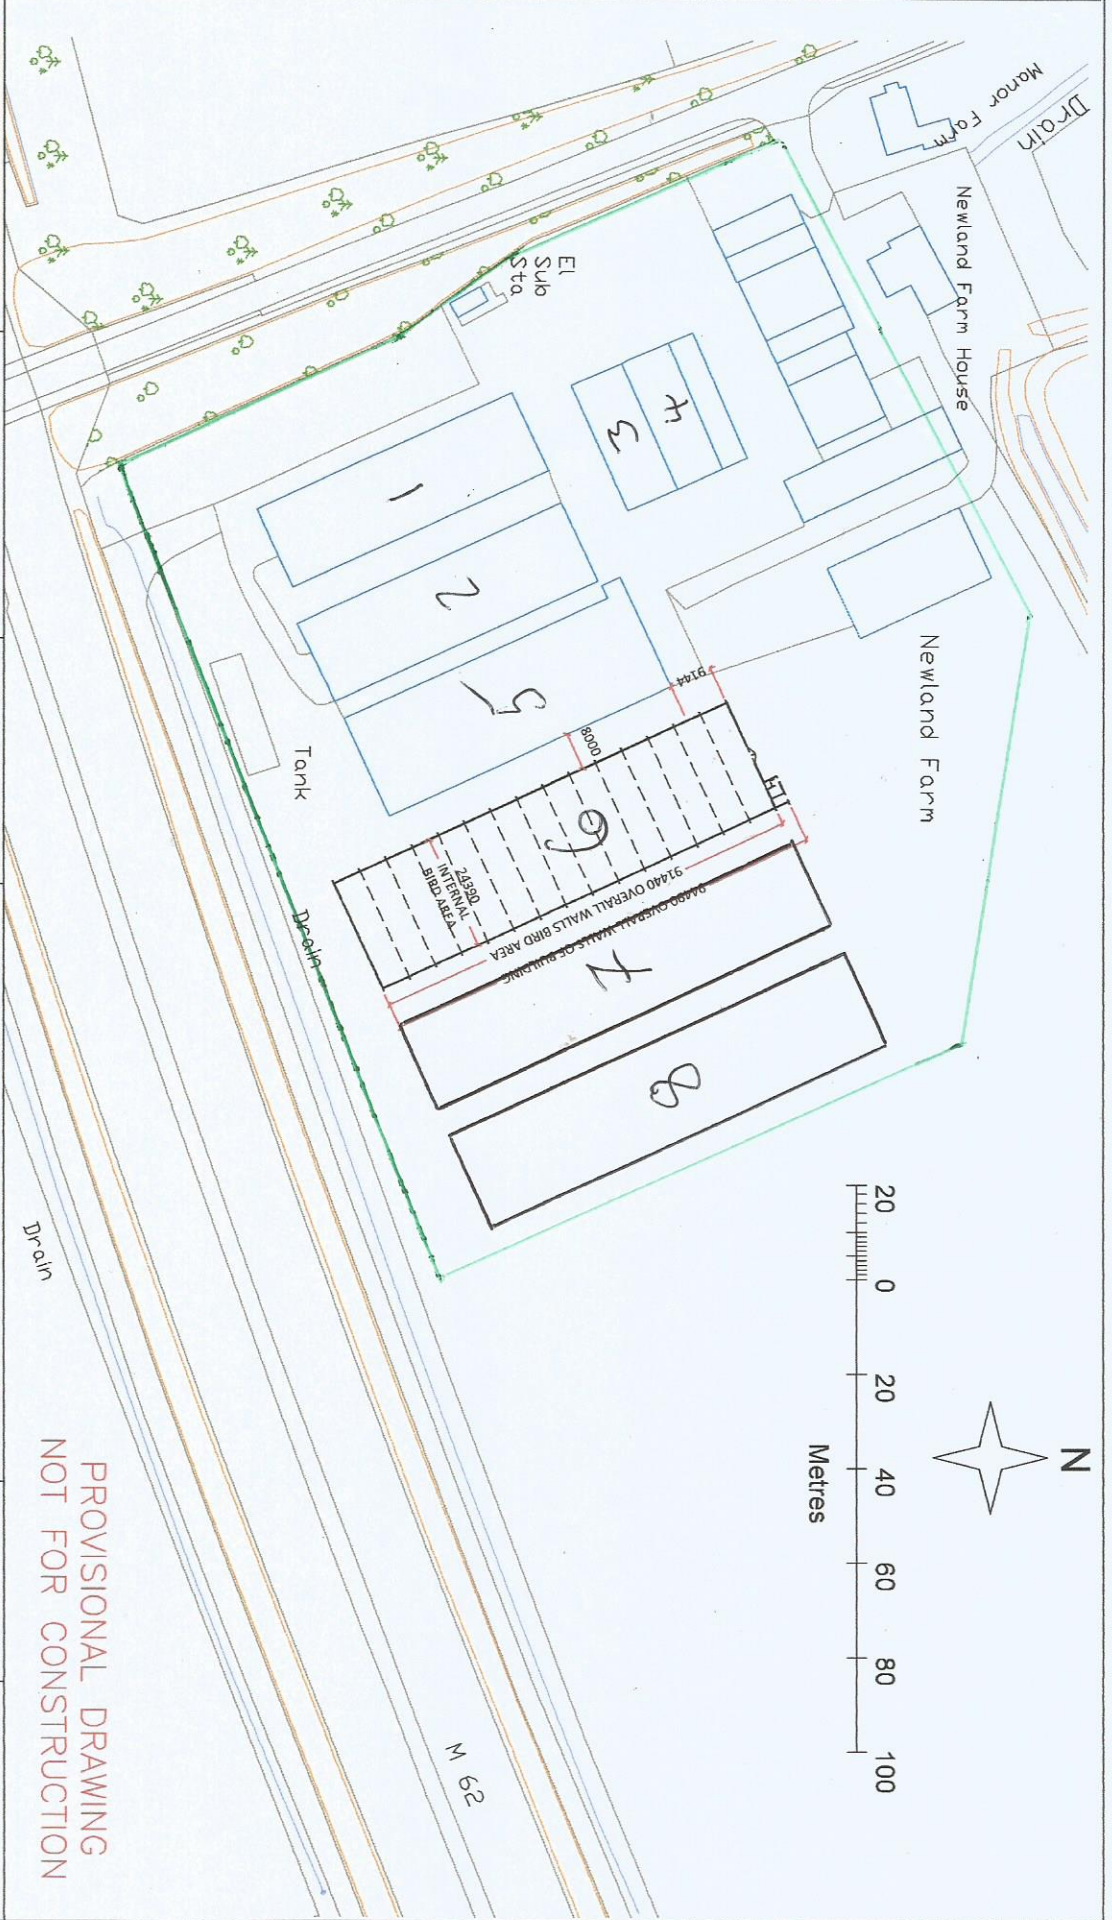 Manor Farm
Drain
Newland Farm House
El
Sub
Sta
4
3
1
2
5
Newland Farm
9144
8000
6
24390
INTERNAL
BIRD AREA
91440 OVERALL WALLS BIRD AREA
94490 OVERALL WALLS OF BUILDING
7
8
Tank
Drain
Drain
M 62
N
20 0 20 40 60 80 100
Metres
PROVISIONAL DRAWING
NOT FOR CONSTRUCTION